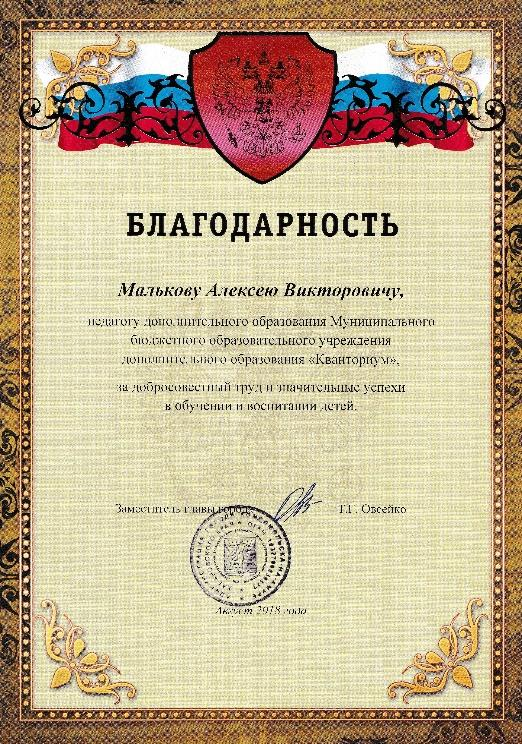 БЛАГОДАРНОСТЬ
Малькову Алексею Викторовичу,
педагогу дополнительного образования Муниципального
бюджетного образовательного учреждения
дополнительного образования «Кванториум»,
за добросовестный труд и значительные успехи
в обучении и воспитании детей.
Заместитель главы города Т.Г. Овсейко
Август 2018 года